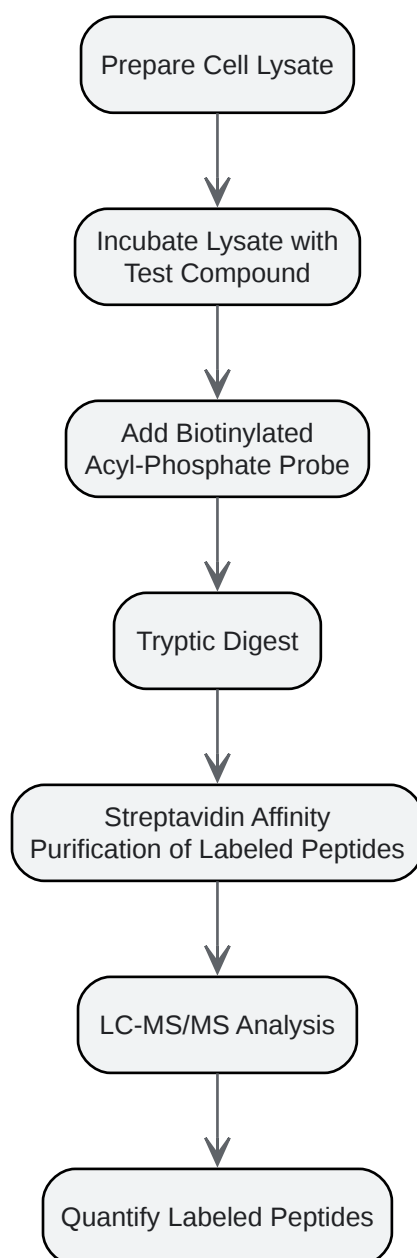 Prepare Cell Lysate
Incubate Lysate with
Test Compound
Add Biotinylated
Acyl-Phosphate Probe
Tryptic Digest
Streptavidin Affinity
Purification of Labeled Peptides
LC-MS/MS Analysis
Quantify Labeled Peptides